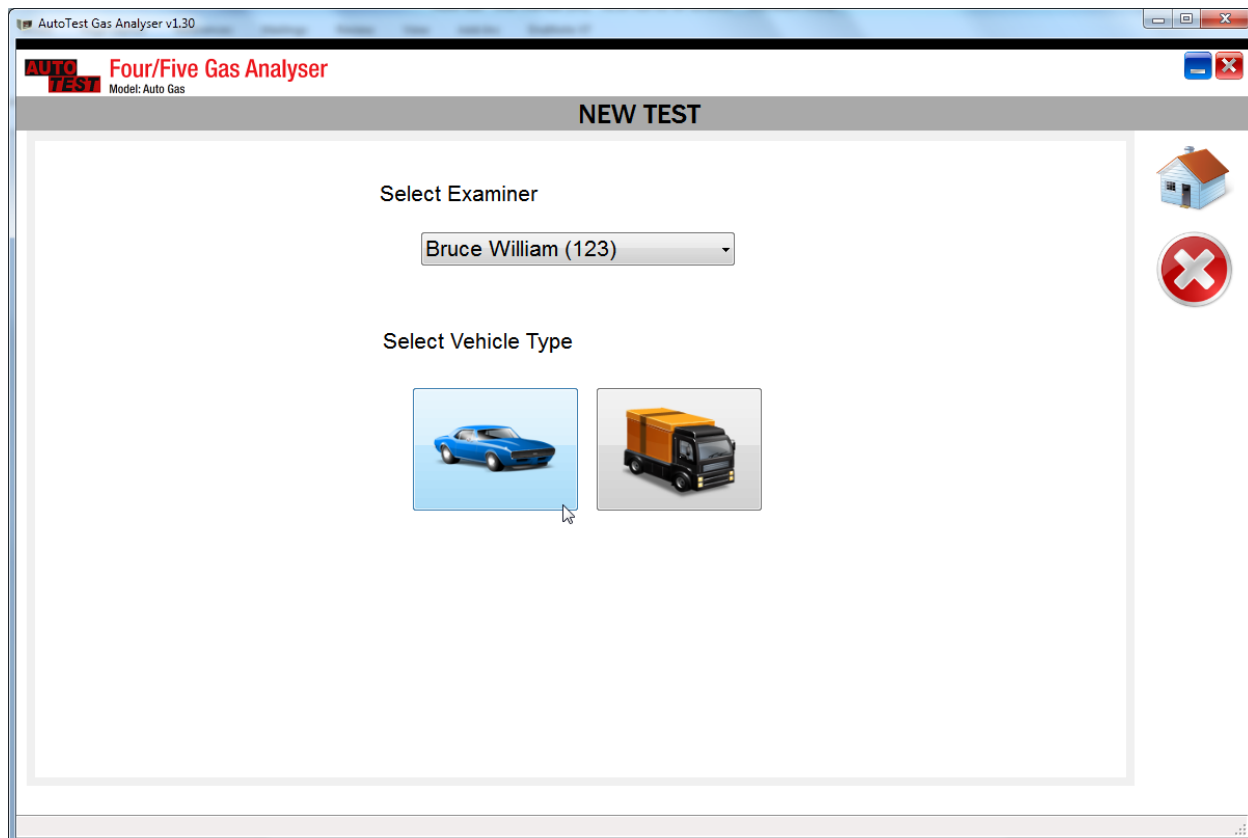 AutoTest Gas Analyser v1.30
AUTO
TEST
Four/Five Gas Analyser
Model: Auto Gas
NEW TEST
Select Examiner
Bruce William (123)
Select Vehicle Type